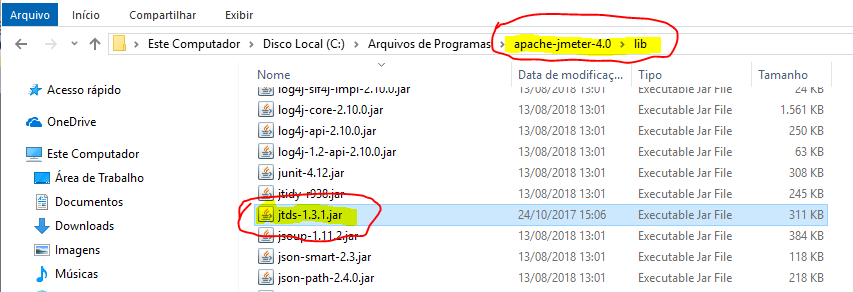 Arquivo Início Compartilhar Exibir
Este Computador > Disco Local (C:) > Arquivos de Programas > apache-jmeter-4.0 > lib
Nome Data de modificaç... Tipo Tamanho
log4j-slf4j-impl-2.10.0.jar 13/08/2018 13:01 Executable Jar File 24 KB
Acesso rápido
log4j-core-2.10.0.jar 13/08/2018 13:01 Executable Jar File 1.561 KB
log4j-api-2.10.0.jar 13/08/2018 13:01 Executable Jar File 250 KB
OneDrive
log4j-1.2-api-2.10.0.jar 13/08/2018 13:01 Executable Jar File 63 KB
Este Computador
junit-4.12.jar 13/08/2018 13:01 Executable Jar File 308 KB
Área de Trabalho
jtidy-r938.jar 13/08/2018 13:01 Executable Jar File 245 KB
Documentos
jtds-1.3.1.jar 24/10/2017 15:06 Executable Jar File 311 KB
Downloads
jsoup-1.11.2.jar 13/08/2018 13:01 Executable Jar File 384 KB
Imagens
json-smart-2.3.jar 13/08/2018 13:01 Executable Jar File 118 KB
Músicas
json-path-2.4.0.jar 13/08/2018 13:01 Executable Jar File 218 KB